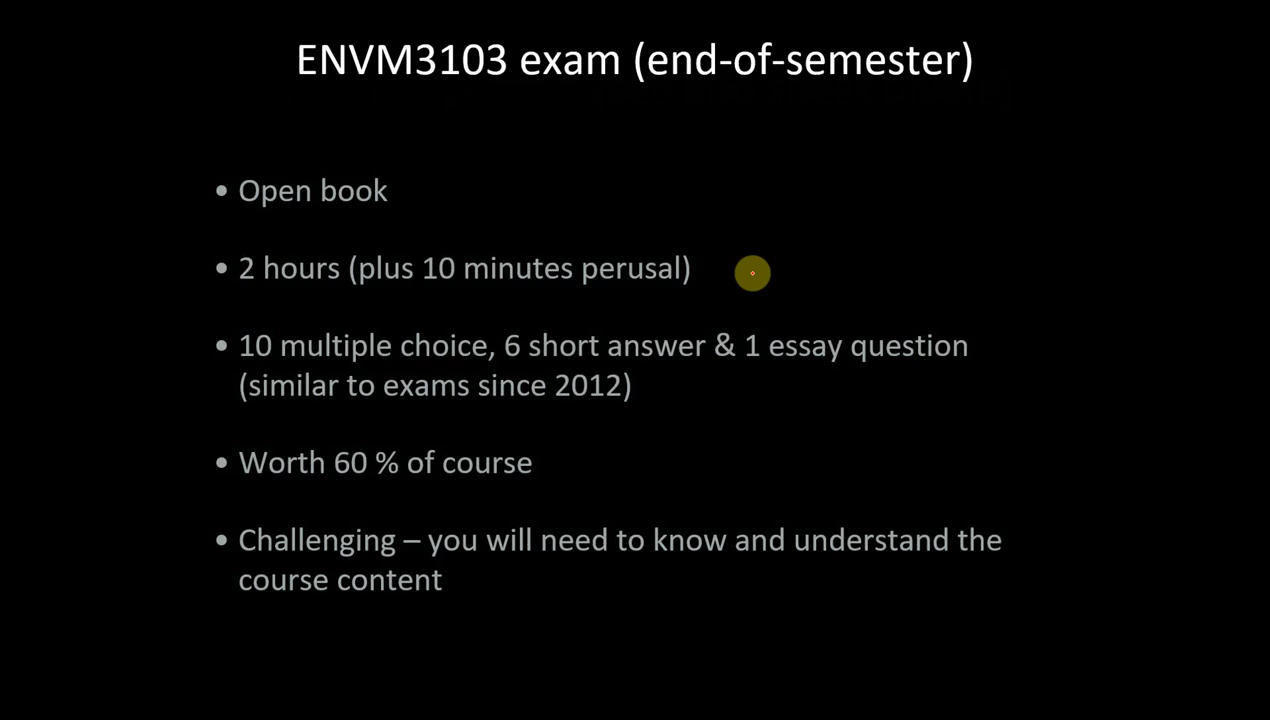 ENVM3103 exam (end-of-semester)
• Open book
• 2 hours (plus 10 minutes perusal)
• 10 multiple choice, 6 short answer & 1 essay question
(similar to exams since 2012)
• Worth 60 % of course
• Challenging – you will need to know and understand the
course content